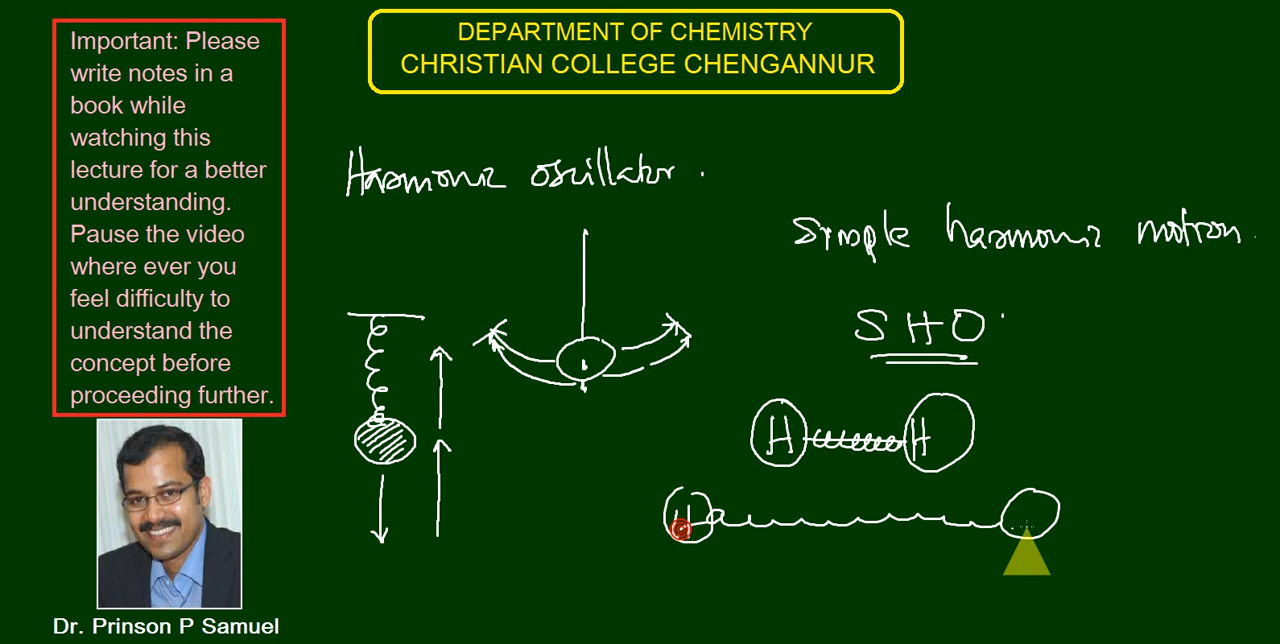 Important: Please
write notes in a
book while
watching this
lecture for a better
understanding.
Pause the video
where ever you
feel difficulty to
understand the
concept before
proceeding further.
Dr. Prinson P Samuel
DEPARTMENT OF CHEMISTRY
CHRISTIAN COLLEGE CHENGANNUR
Harmonic oscillator.
Simple harmonic motion.
SHO
H H
H